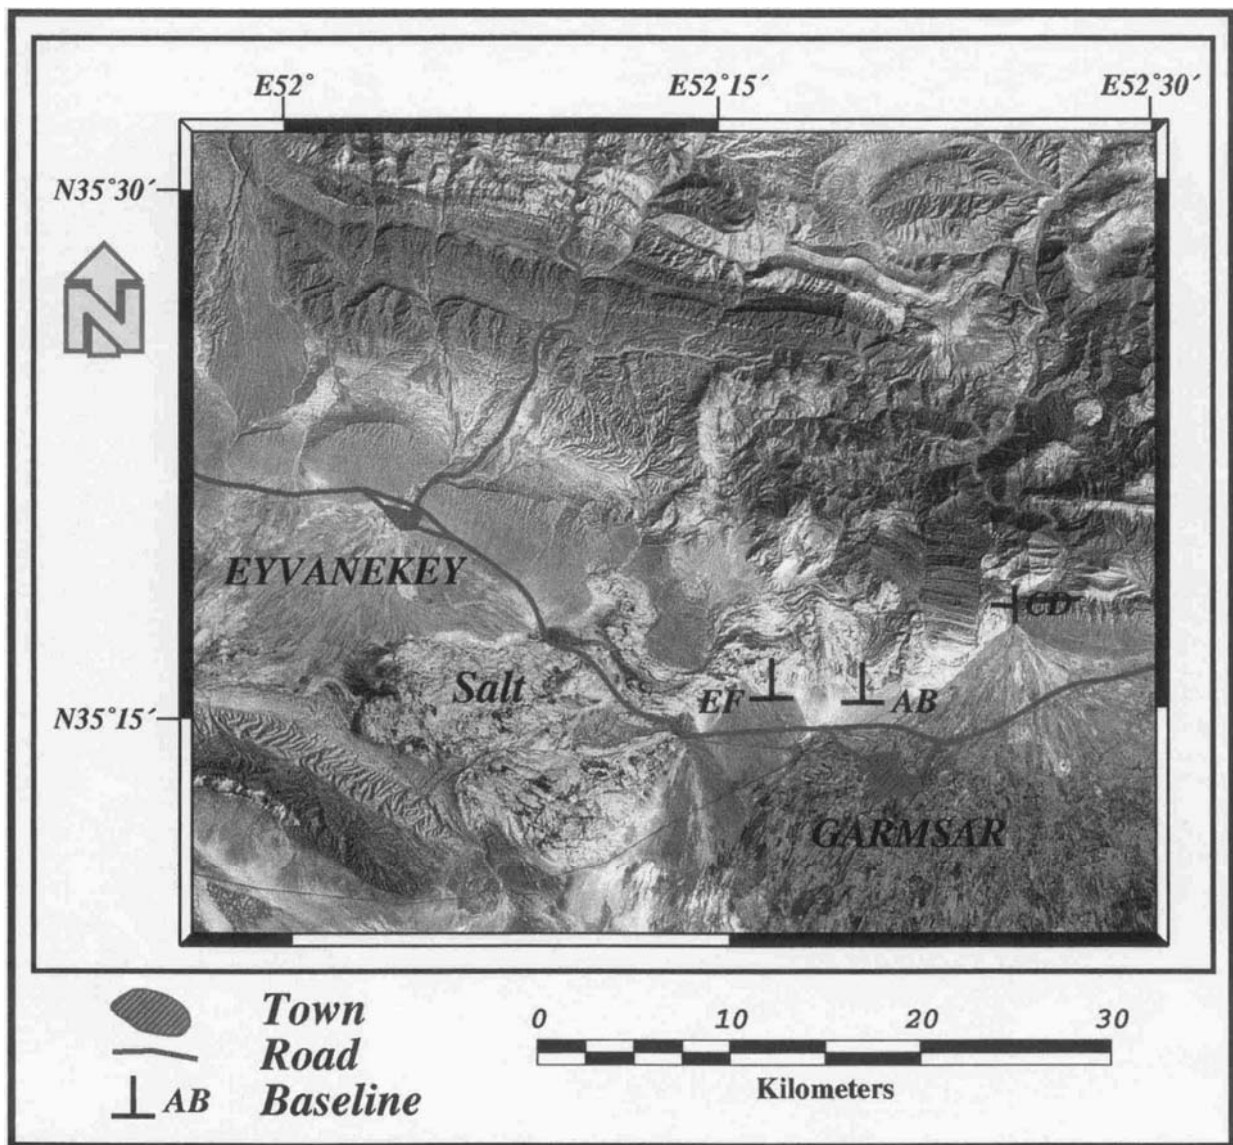 E52° E52°15´ E52°30´
N35°30´
N
EYVANEKEY
CD
Salt
EF AB
N35°15´
GARMSAR
0 10 20 30
Town
Road
Kilometers
AB Baseline